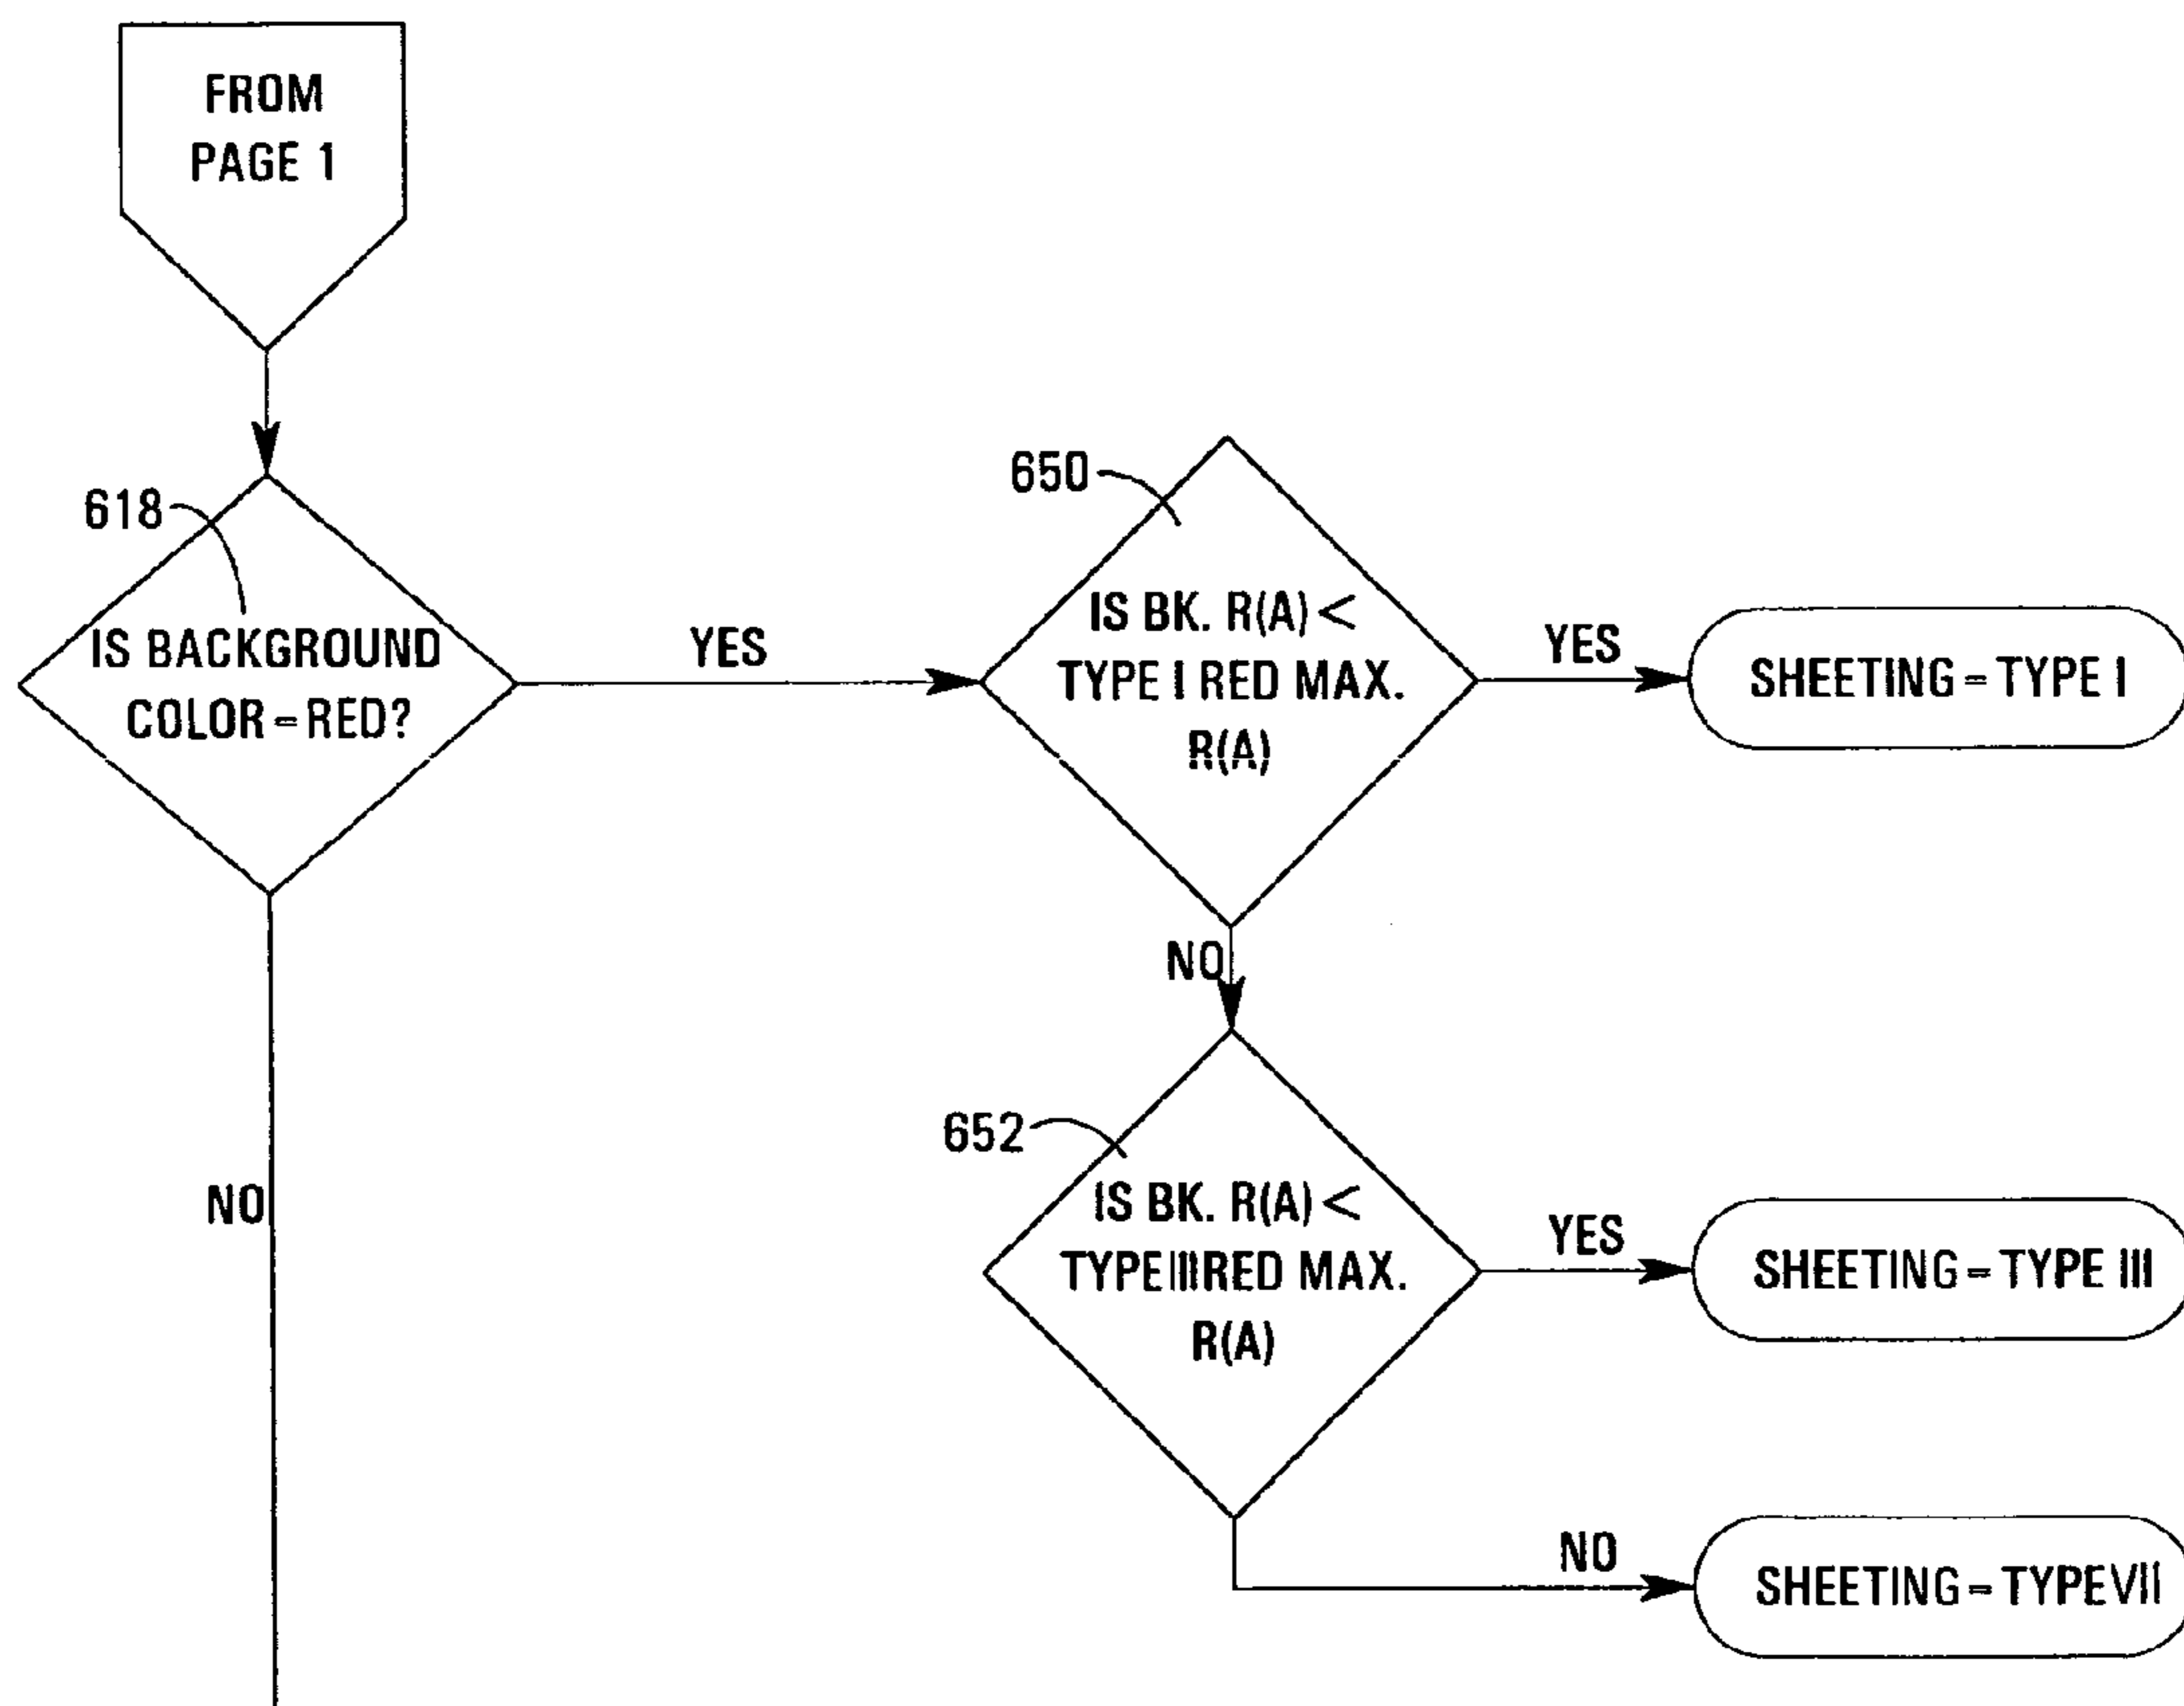 FROM
PAGE 1
618
IS BACKGROUND
COLOR=RED?
YES
650
IS BK. R(A) <
TYPE I RED MAX.
R(A)
YES
SHEETING = TYPE I
NO
652
IS BK. R(A) <
TYPE III RED MAX.
R(A)
YES
SHEETING = TYPE III
NO
SHEETING = TYPE VII
NO